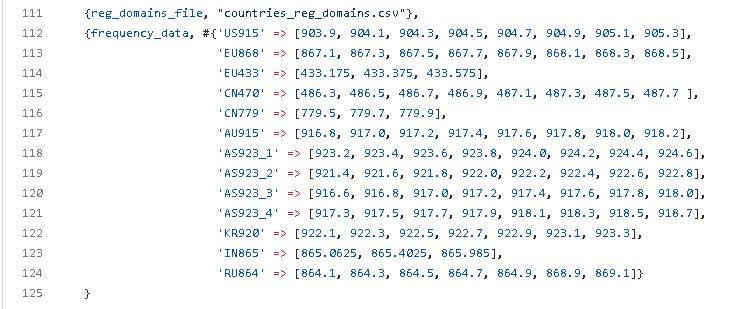 111 {reg_domains_file, "countries_reg_domains.csv"},
112 {frequency_data, #{'US915' => [903.9, 904.1, 904.3, 904.5, 904.7, 904.9, 905.1, 905.3],
113 'EU868' => [867.1, 867.3, 867.5, 867.7, 867.9, 868.1, 868.3, 868.5],
114 'EU433' => [433.175, 433.375, 433.575],
115 'CN470' => [486.3, 486.5, 486.7, 486.9, 487.1, 487.3, 487.5, 487.7 ],
116 'CN779' => [779.5, 779.7, 779.9],
117 'AU915' => [916.8, 917.0, 917.2, 917.4, 917.6, 917.8, 918.0, 918.2],
118 'AS923_1' => [923.2, 923.4, 923.6, 923.8, 924.0, 924.2, 924.4, 924.6],
119 'AS923_2' => [921.4, 921.6, 921.8, 922.0, 922.2, 922.4, 922.6, 922.8],
120 'AS923_3' => [916.6, 916.8, 917.0, 917.2, 917.4, 917.6, 917.8, 918.0],
121 'AS923_4' => [917.3, 917.5, 917.7, 917.9, 918.1, 918.3, 918.5, 918.7],
122 'KR920' => [922.1, 922.3, 922.5, 922.7, 922.9, 923.1, 923.3],
123 'IN865' => [865.0625, 865.4025, 865.985],
124 'RU864' => [864.1, 864.3, 864.5, 864.7, 864.9, 868.9, 869.1]}
125 }